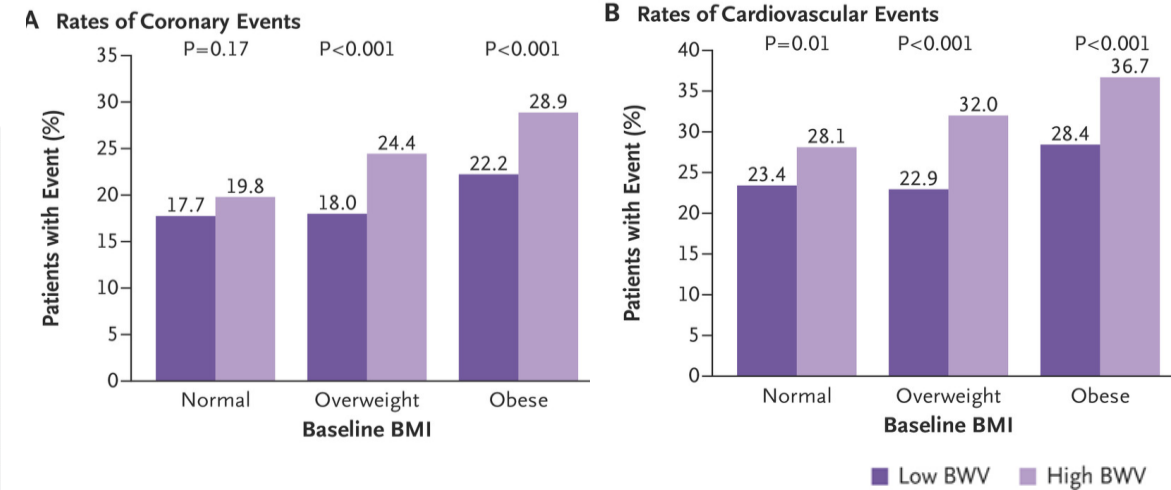 A Rates of Coronary Events
P=0.17 P<0.001 P<0.001
35
30
25
20
15
10
5
0
Patients with Event (%)
17.7 19.8 18.0 24.4 22.2 28.9
Normal Overweight Obese
Baseline BMI
B Rates of Cardiovascular Events
P=0.01 P<0.001 P<0.001
40
35
30
25
20
15
10
5
0
Patients with Event (%)
23.4 28.1 22.9 32.0 28.4 36.7
Normal Overweight Obese
Baseline BMI
Low BWV High BWV